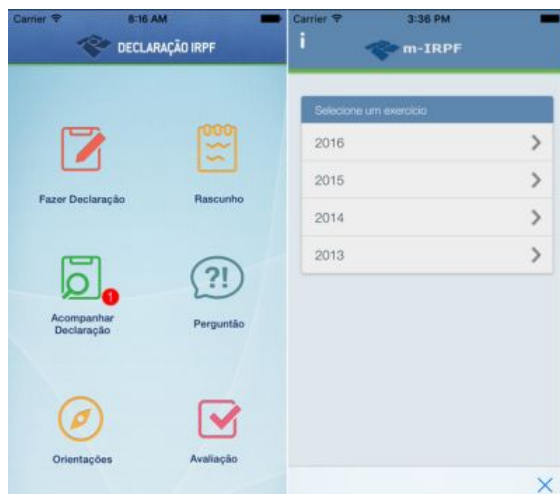 Carrier 8:16 AM
DECLARAÇÃO IRPF
Fazer Declaração
Rascunho
1
Acompanhar
Declaração
?!
Perguntão
Orientações
Avaliação
Carrier 3:36 PM
i
m-IRPF
Selecione um exercício
2016
2015
2014
2013